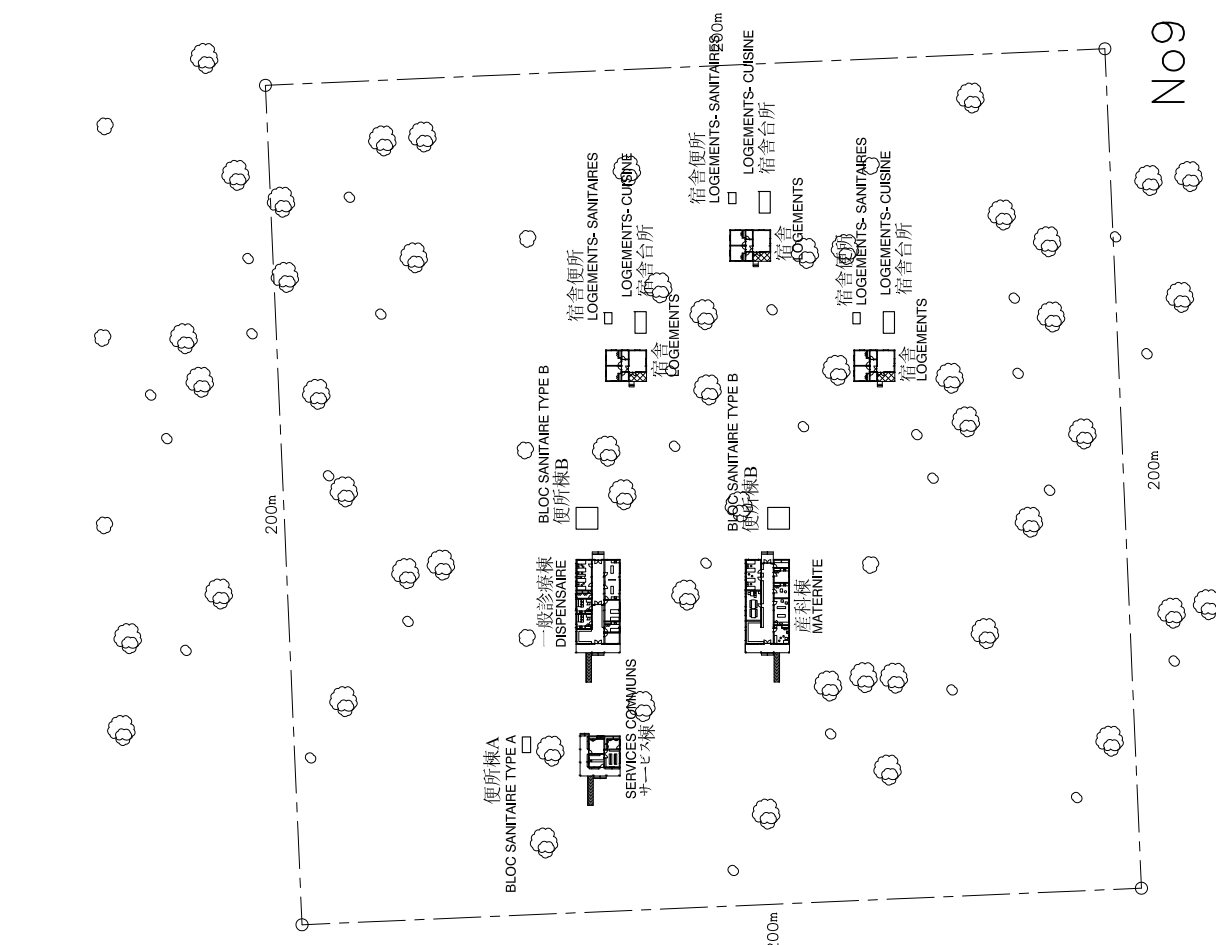 No9
200m
宿舎便所
LOGEMENTS- SANITAIRES
LOGEMENTS- CUISINE
宿舎台所
宿舎
LOGEMENTS
宿舎便所
LOGEMENTS- SANITAIRES
LOGEMENTS- CUISINE
宿舎台所
宿舎
LOGEMENTS
宿舎便所
LOGEMENTS- SANITAIRES
LOGEMENTS- CUISINE
宿舎台所
宿舎
LOGEMENTS
BLOC SANITAIRE TYPE B
便所棟B
BLOC SANITAIRE TYPE B
便所棟B
200m
200m
一般診療棟
DISPENSAIRE
産科棟
MATERNITE
便所棟A
BLOC SANITAIRE TYPE A
SERVICES COMMUNS
サービス棟
200m